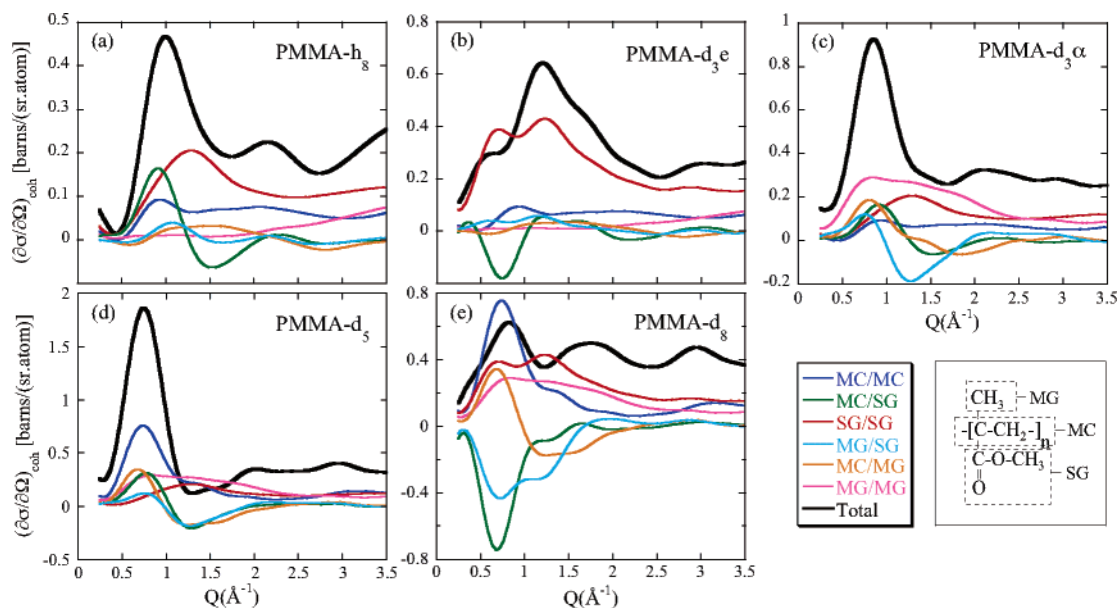 (a) PMMA-h8
0.5
0.4
0.3
0.2
0.1
0
(∂σ/∂Ω)coh [barns/(sr.atom)]
(b) PMMA-d3e
0.8
0.6
0.4
0.2
0
(c) PMMA-d3α
1
0.8
0.6
0.4
0.2
0
-0.2
(∂σ/∂Ω)coh [barns/(sr.atom)]
0 0.5 1 1.5 2 2.5 3 3.5
Q(Å-1)
(d) PMMA-d5
2
1.5
1
0.5
0
-0.5
(∂σ/∂Ω)coh [barns/(sr.atom)]
0 0.5 1 1.5 2 2.5 3 3.5
Q(Å-1)
(e) PMMA-d8
0.4
0
-0.4
-0.8
0 0.5 1 1.5 2 2.5 3 3.5
Q(Å-1)
MC/MC
MC/SG
SG/SG
MG/SG
MC/MG
MG/MG
Total
CH3 MG
-[C-CH2-]n MC
C-O-CH3
O
SG